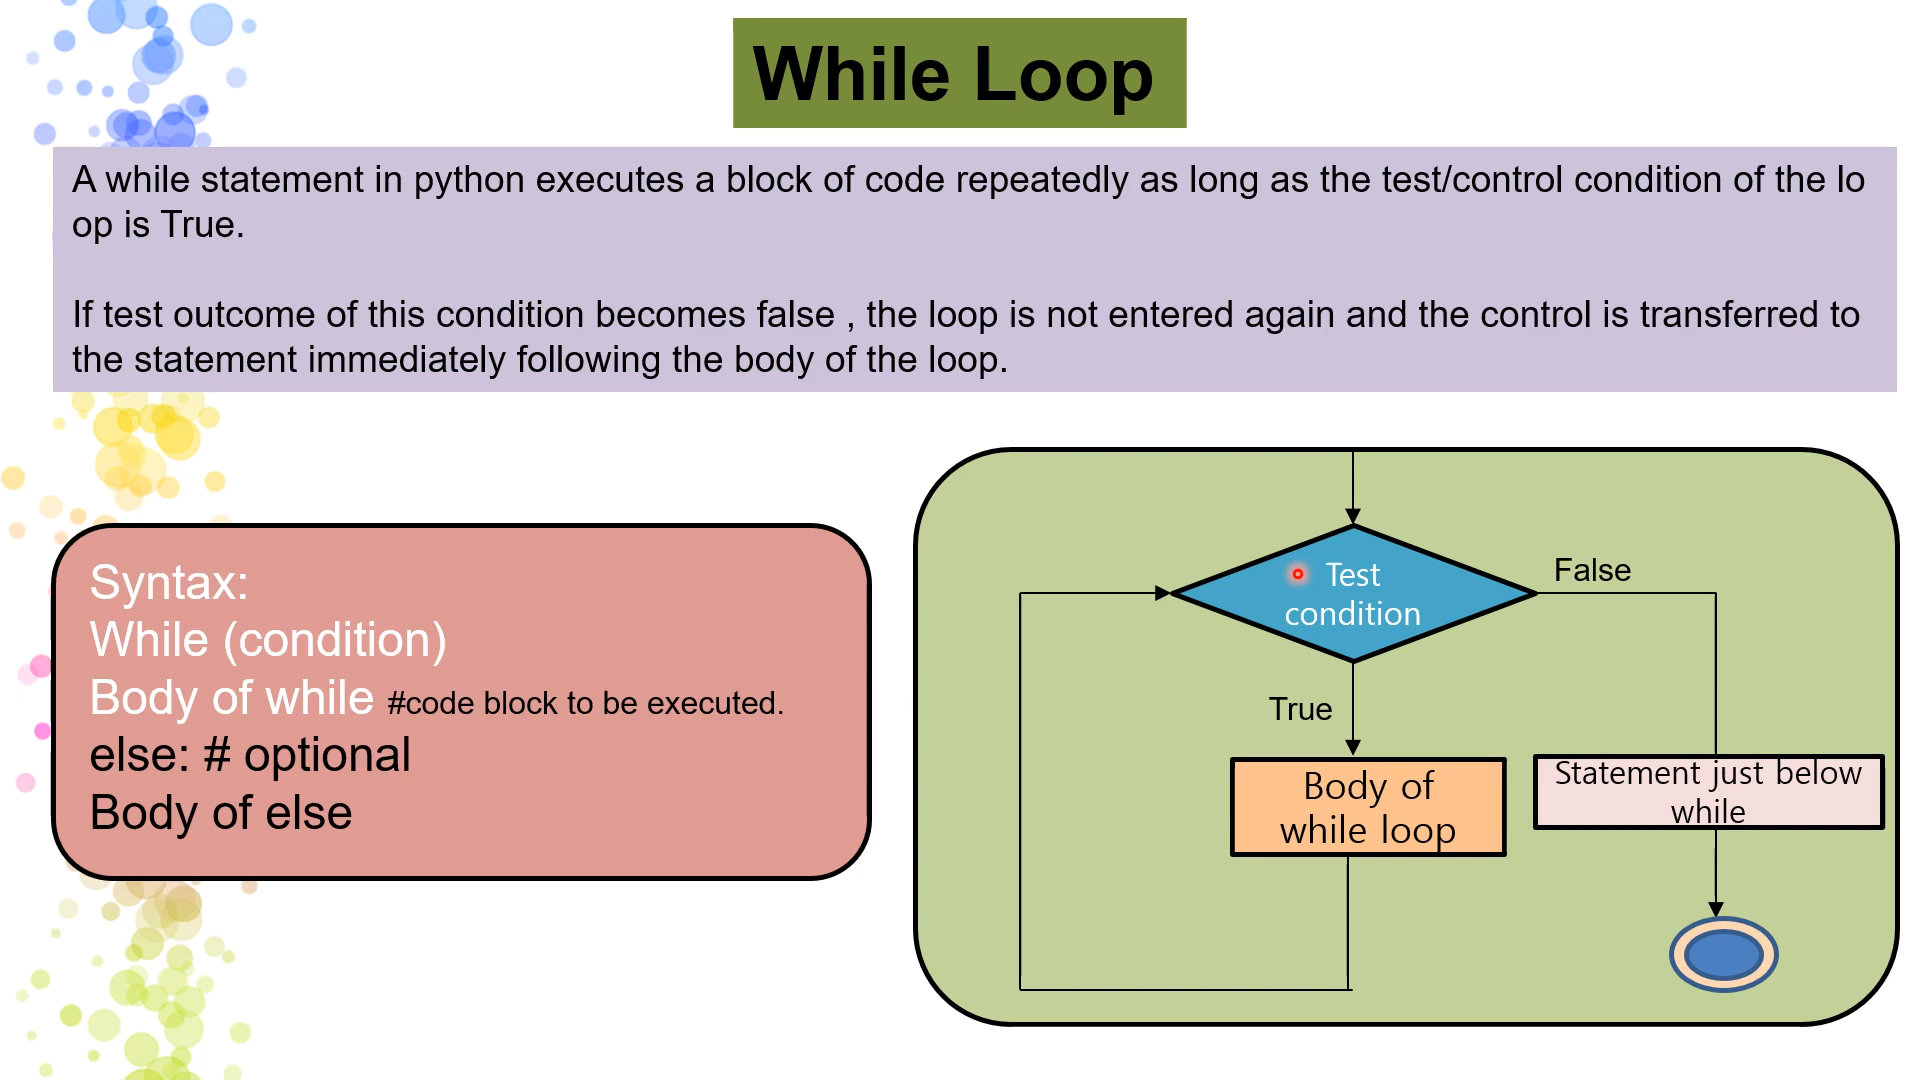 While Loop
A while statement in python executes a block of code repeatedly as long as the test/control condition of the lo
op is True.
If test outcome of this condition becomes false , the loop is not entered again and the control is transferred to
the statement immediately following the body of the loop.
Syntax:
While (condition)
Body of while #code block to be executed.
else: # optional
Body of else
Test
condition
False
True
Body of
while loop
Statement just below
while